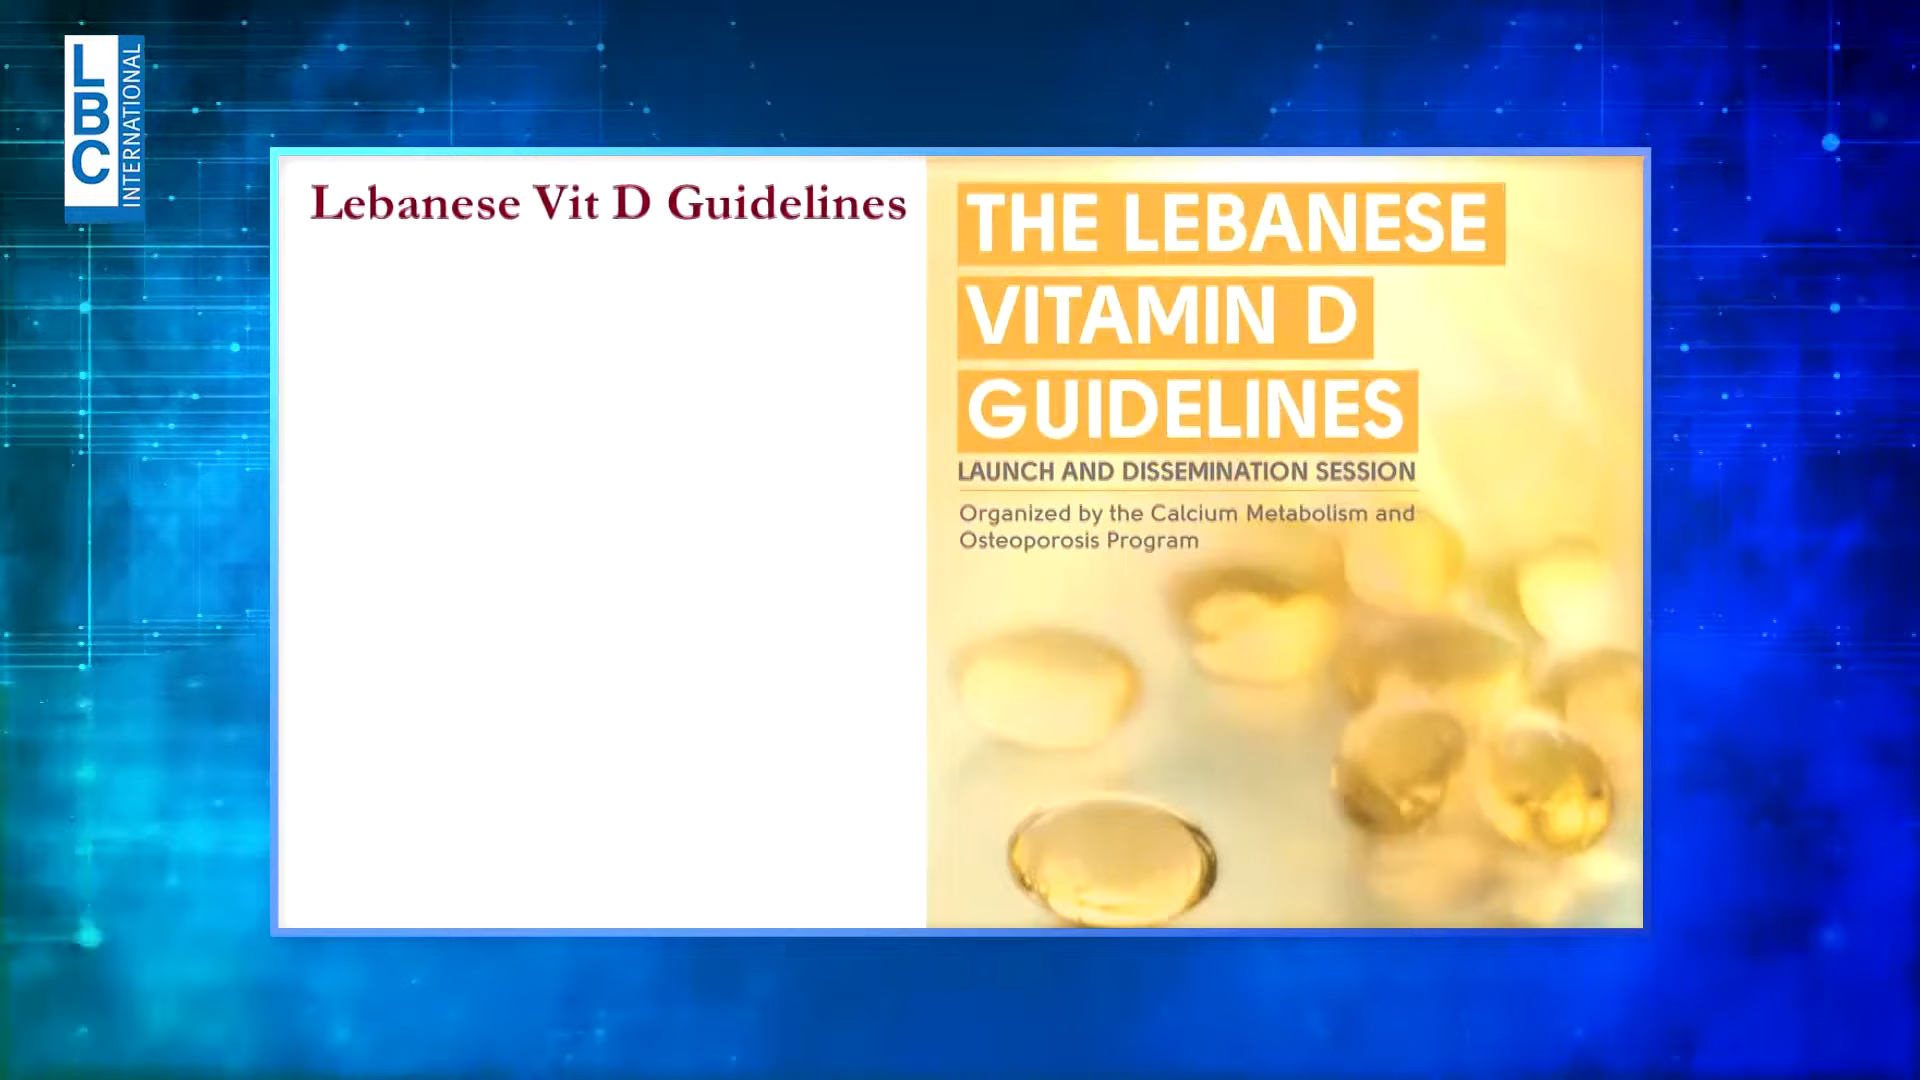 LBC
INTERNATIONAL
Lebanese Vit D Guidelines
THE LEBANESE
VITAMIN D
GUIDELINES
LAUNCH AND DISSEMINATION SESSION
Organized by the Calcium Metabolism and
Osteoporosis Program